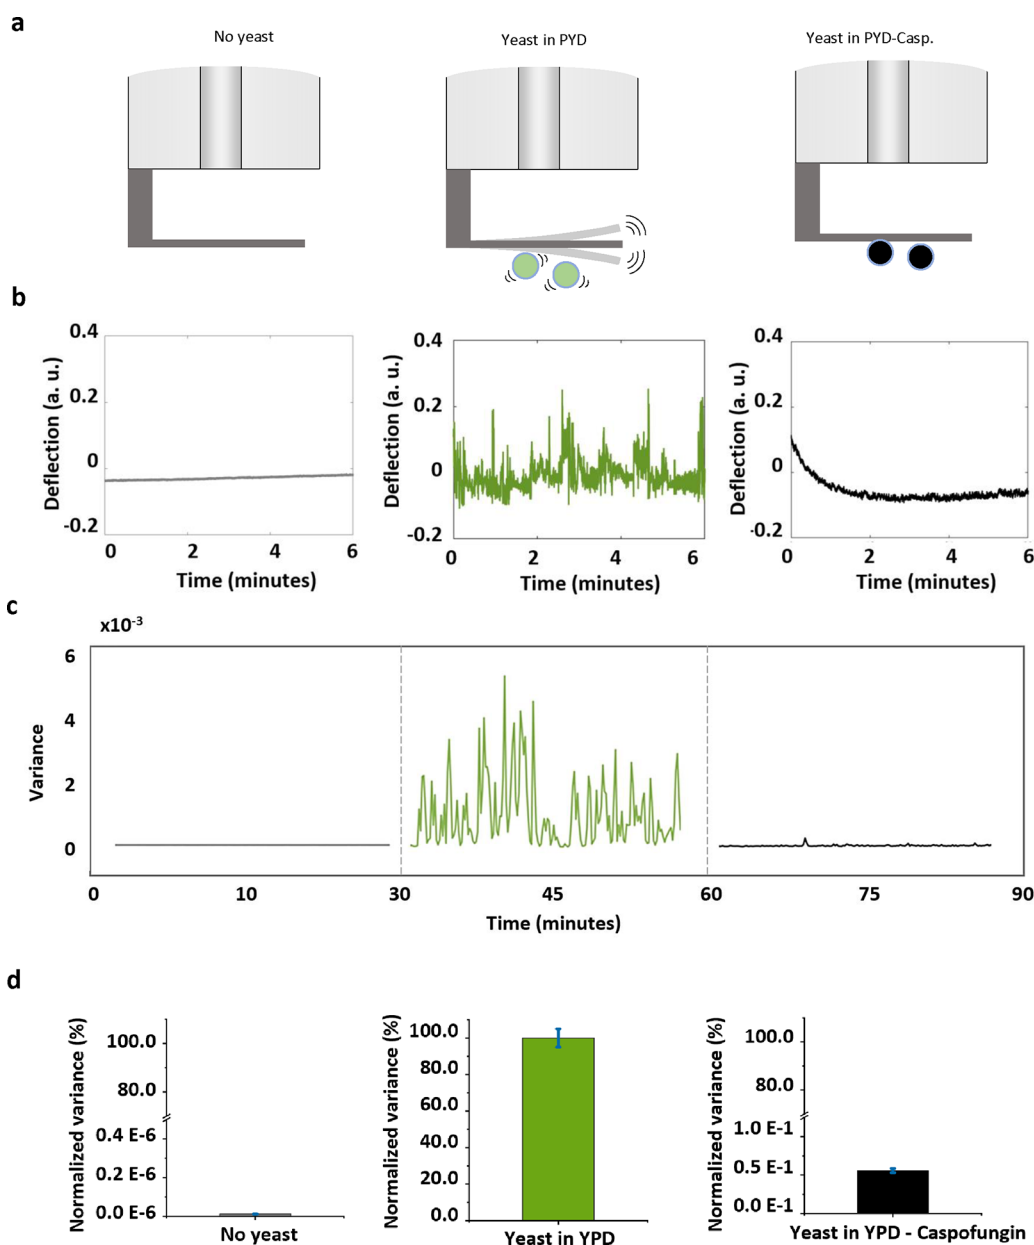 a
No yeast
Yeast in PYD
Yeast in PYD-Casp.
b
Deflection (a. u.)
0.4
0.2
0
-0.2
0 2 4 6
Time (minutes)
Deflection (a. u.)
0.4
0.2
0
-0.2
0 2 4 6
Time (minutes)
Deflection (a. u.)
0.4
0.2
0
-0.2
0 2 4 6
Time (minutes)
c
x10-3
Variance
6
4
2
0
0 10 30 45 60 75 90
Time (minutes)
d
Normalized variance (%)
100.0
80.0
0.4 E-6
0.2 E-6
0.0 E-6
No yeast
Normalized variance (%)
100.0
80.0
60.0
40.0
20.0
0.0
Yeast in YPD
Normalized variance (%)
100.0
80.0
1.0 E-1
0.5 E-1
0.0 E-1
Yeast in YPD - Caspofungin